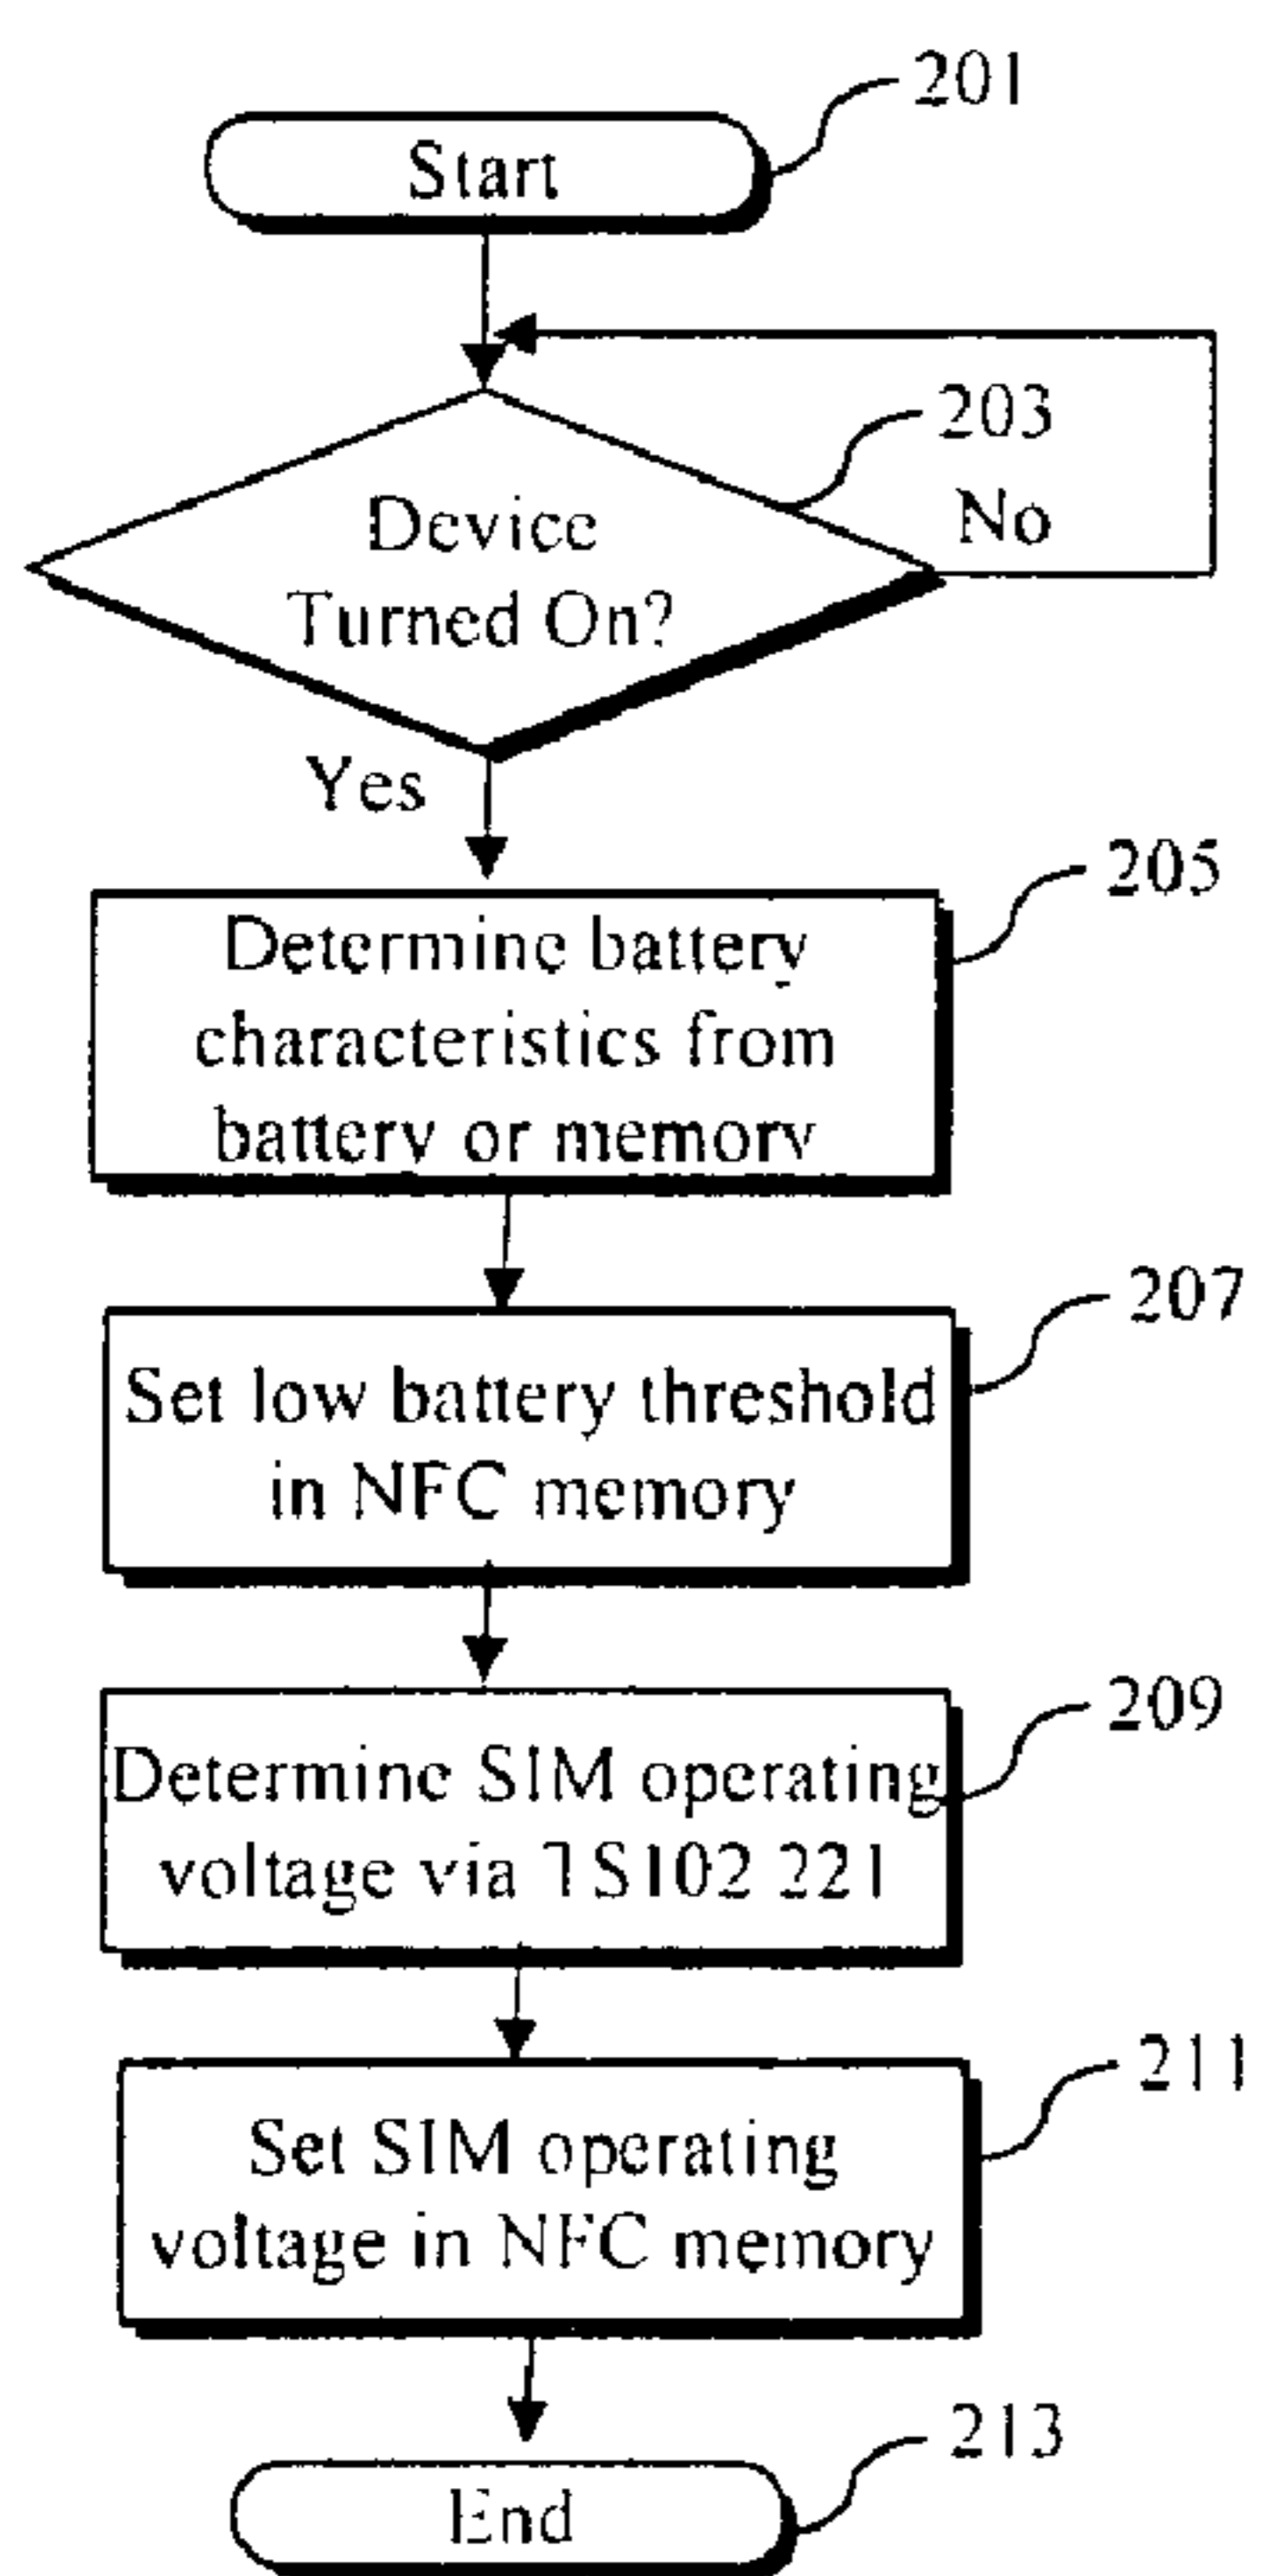 201
Start
203
No
Device
Turned On?
Yes
205
Determine battery
characteristics from
battery or memory
207
Set low battery threshold
in NFC memory
209
Determine SIM operating
voltage via TS102 221
211
Set SIM operating
voltage in NFC memory
213
End